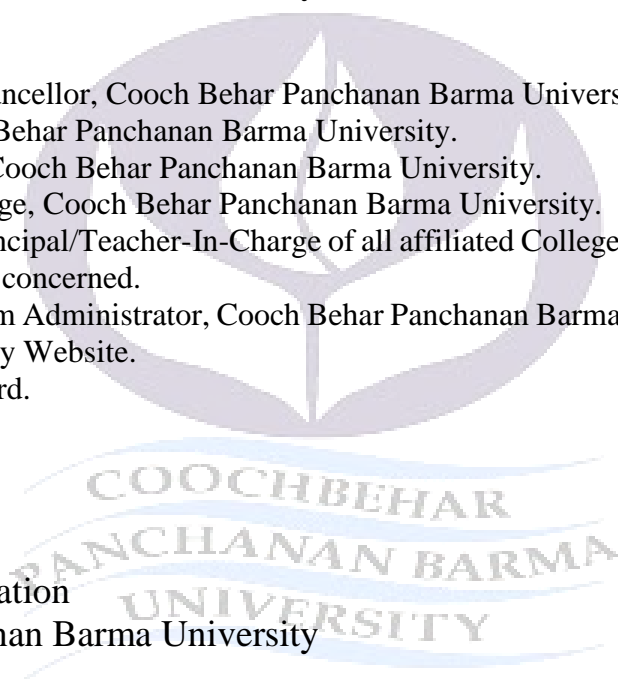 ncellor, Cooch Behar Panchanan Barma Univers
Behar Panchanan Barma University.
Cooch Behar Panchanan Barma University.
ge, Cooch Behar Panchanan Barma University.
ncipal/Teacher-In-Charge of all affiliated College
concerned.
m Administrator, Cooch Behar Panchanan Barma
y Website.
rd.
COOCHBEHAR
PANCHANAN BARMA
UNIVERSITY
ation
nan Barma University